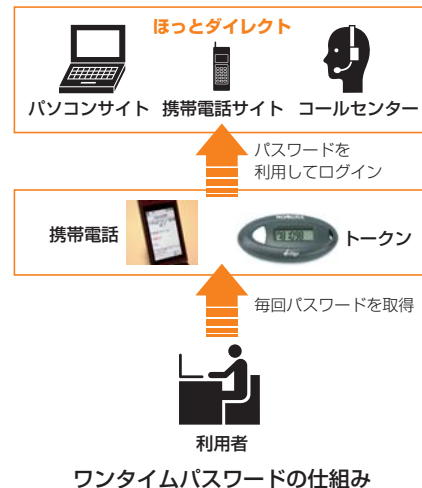 ほっとダイレクト
パソコンサイト 携帯電話サイト コールセンター
パスワードを
利用してログイン
携帯電話
トークン
毎回パスワードを取得
利用者
ワンタイムパスワードの仕組み